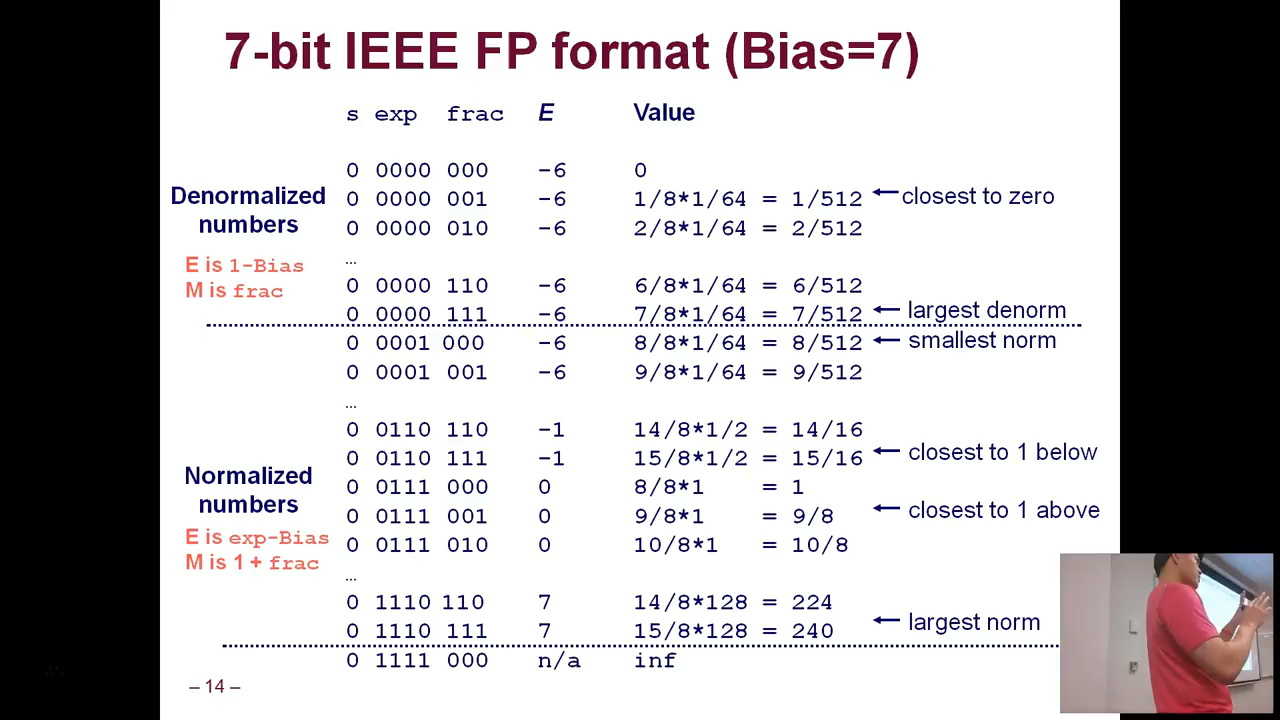 7-bit IEEE FP format (Bias=7)
s exp frac E Value
0 0000 000 -6 0
Denormalized numbers
0 0000 001 -6 1/8*1/64 = 1/512 closest to zero
0 0000 010 -6 2/8*1/64 = 2/512
…
E is 1-Bias
M is frac
0 0000 110 -6 6/8*1/64 = 6/512
0 0000 111 -6 7/8*1/64 = 7/512 largest denorm
0 0001 000 -6 8/8*1/64 = 8/512 smallest norm
0 0001 001 -6 9/8*1/64 = 9/512
…
0 0110 110 -1 14/8*1/2 = 14/16
0 0110 111 -1 15/8*1/2 = 15/16 closest to 1 below
Normalized numbers
0 0111 000 0 8/8*1 = 1
0 0111 001 0 9/8*1 = 9/8 closest to 1 above
0 0111 010 0 10/8*1 = 10/8
E is exp-Bias
M is 1 + frac
…
0 1110 110 7 14/8*128 = 224
0 1110 111 7 15/8*128 = 240 largest norm
0 1111 000 n/a inf
– 14 –